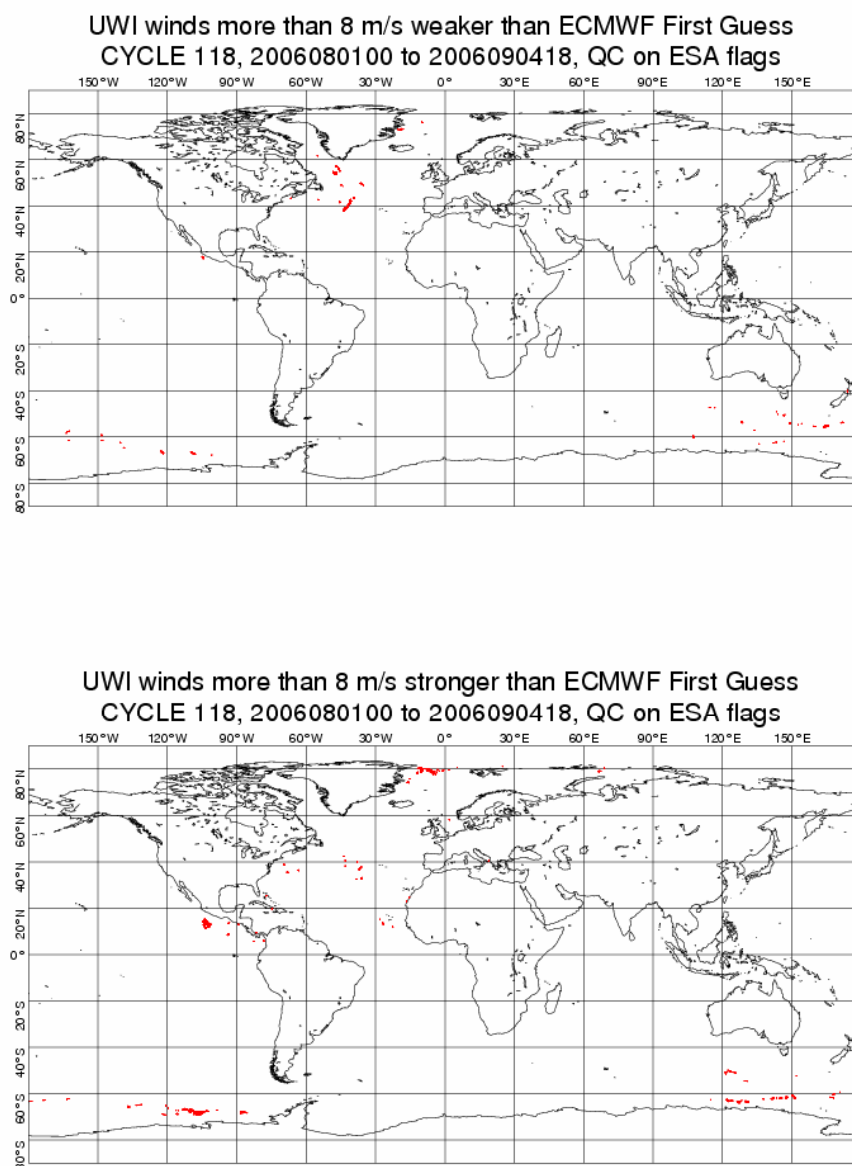 UWI winds more than 8 m/s weaker than ECMWF First Guess
CYCLE 118, 2006080100 to 2006090418, QC on ESA flags
150°W 120°W 90°W 60°W 30°W 0° 30°E 60°E 90°E 120°E 150°E
80°N
60°N
40°N
20°N
0°
20°S
40°S
60°S
80°S
UWI winds more than 8 m/s stronger than ECMWF First Guess
CYCLE 118, 2006080100 to 2006090418, QC on ESA flags
150°W 120°W 90°W 60°W 30°W 0° 30°E 60°E 90°E 120°E 150°E
80°N
60°N
40°N
20°N
0°
20°S
40°S
60°S
80°S